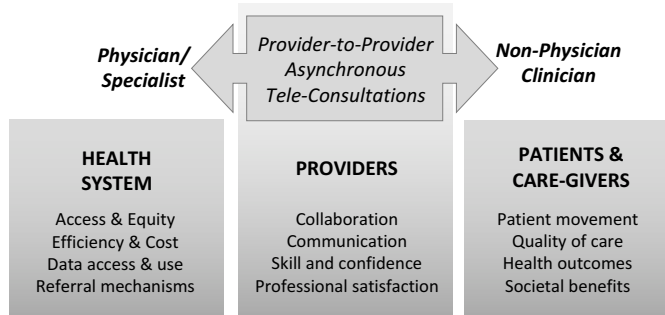 Physician/
Specialist
Provider-to-Provider
Asynchronous
Tele-Consultations
Non-Physician
Clinician
HEALTH
SYSTEM
Access & Equity
Efficiency & Cost
Data access & use
Referral mechanisms
PROVIDERS
Collaboration
Communication
Skill and confidence
Professional satisfaction
PATIENTS &
CARE-GIVERS
Patient movement
Quality of care
Health outcomes
Societal benefits